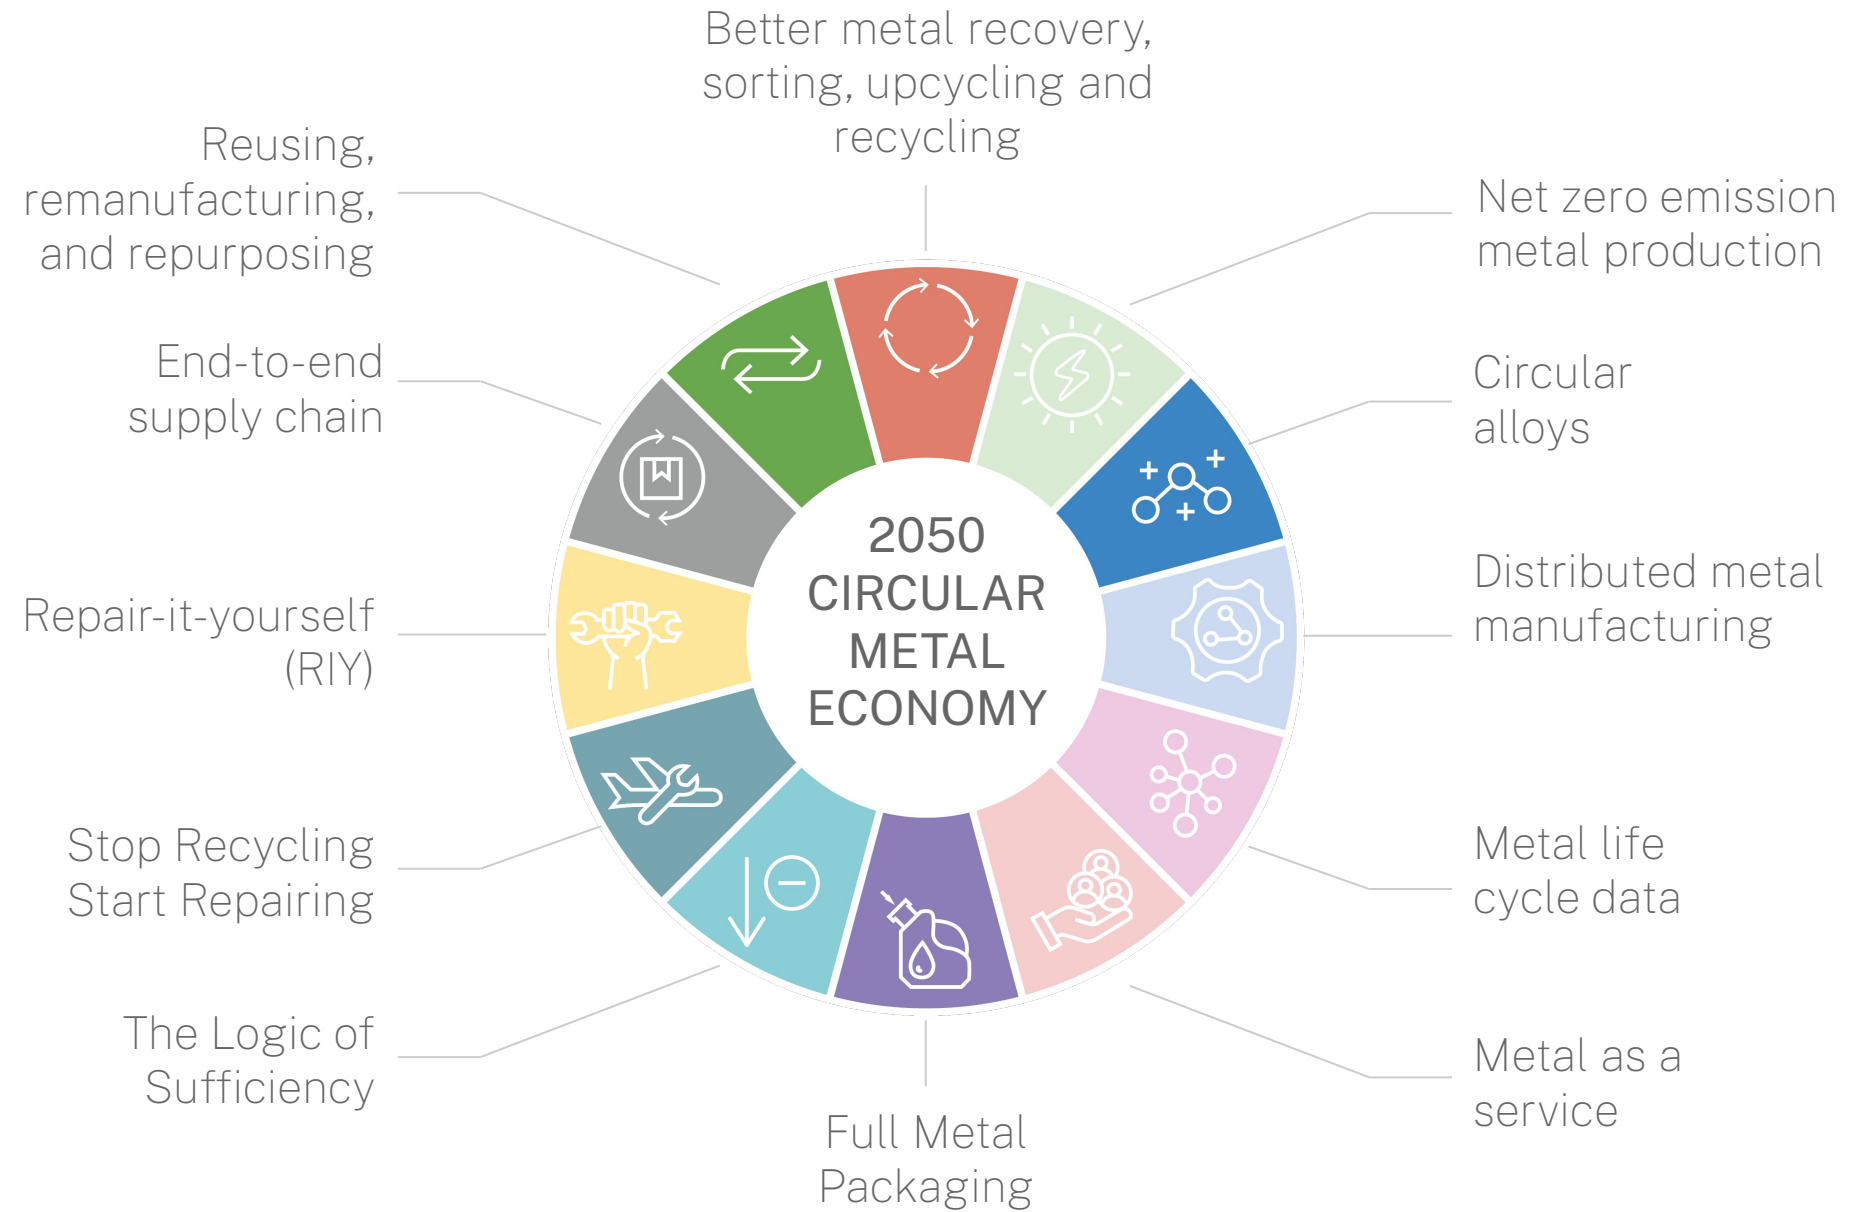 Better metal recovery,
sorting, upcycling and
recycling
Reusing,
remanufacturing,
and repurposing
Net zero emission
metal production
End-to-end
supply chain
Circular
alloys
2050
CIRCULAR
METAL
ECONOMY
Repair-it-yourself
(RIY)
Distributed metal
manufacturing
Stop Recycling
Start Repairing
Metal life
cycle data
The Logic of
Sufficiency
Metal as a
service
Full Metal
Packaging